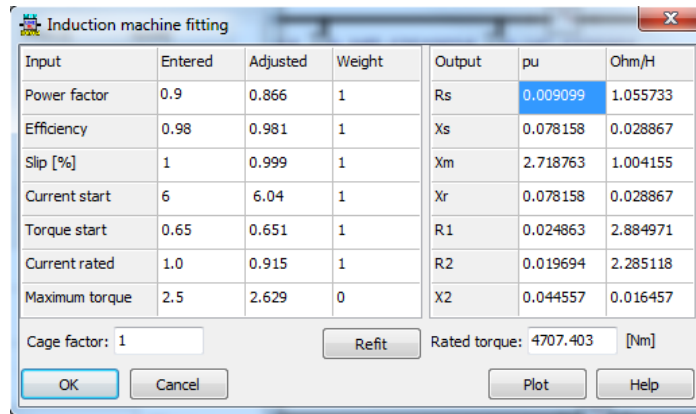 Induction machine fitting
Input Entered Adjusted Weight Output pu Ohm/H
Power factor 0.9 0.866 1 Rs 0.009099 1.055733
Efficiency 0.98 0.981 1 Xs 0.078158 0.028867
Slip [%] 1 0.999 1 Xm 2.718763 1.004155
Current start 6 6.04 1 Xr 0.078158 0.028867
Torque start 0.65 0.651 1 R1 0.024863 2.884971
Current rated 1.0 0.915 1 R2 0.019694 2.285118
Maximum torque 2.5 2.629 0 X2 0.044557 0.016457
Cage factor: 1 Refit Rated torque: 4707.403 [Nm]
OK Cancel Plot Help